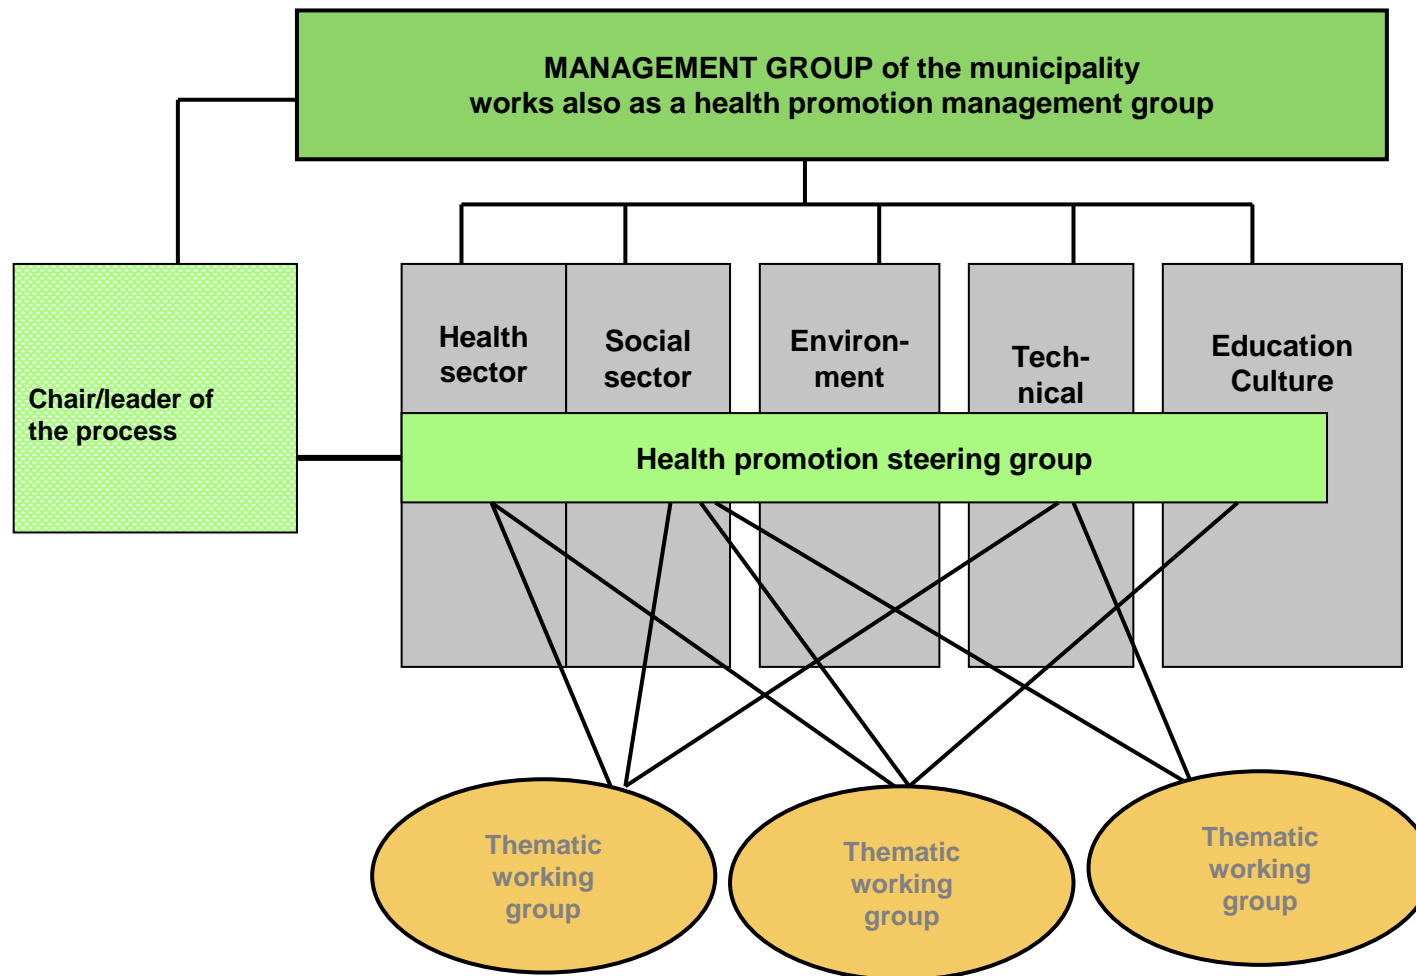 MANAGEMENT GROUP of the municipality
works also as a health promotion management group
Chair/leader of
the process
Health
sector
Social
sector
Environ-
ment
Tech-
nical
Education
Culture
Health promotion steering group
Thematic
working
group
Thematic
working
group
Thematic
working
group